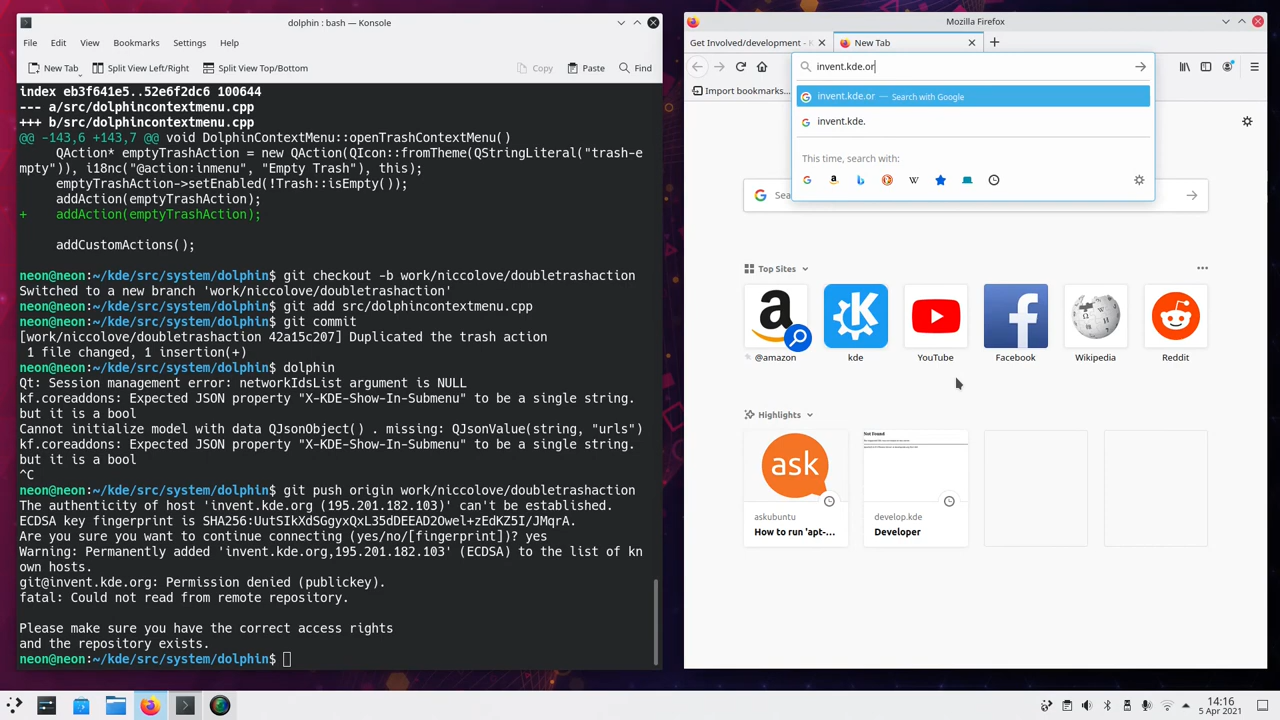 dolphin : bash — Konsole
File Edit View Bookmarks Settings Help
New Tab Split View Left/Right Split View Top/Bottom Copy Paste Find
index eb3f641e5..52e6f2dc6 100644
--- a/src/dolphincontextmenu.cpp
+++ b/src/dolphincontextmenu.cpp
@@ -143,6 +143,7 @@ void DolphinContextMenu::openTrashContextMenu()
QAction* emptyTrashAction = new QAction(QIcon::fromTheme(QStringLiteral("trash-e
mpty")), i18nc("@action:inmenu", "Empty Trash"), this);
emptyTrashAction->setEnabled(!Trash::isEmpty());
addAction(emptyTrashAction);
+ addAction(emptyTrashAction);
addCustomActions();
neon@neon:~/kde/src/system/dolphin$ git checkout -b work/niccolove/doubletrashaction
Switched to a new branch 'work/niccolove/doubletrashaction'
neon@neon:~/kde/src/system/dolphin$ git add src/dolphincontextmenu.cpp
neon@neon:~/kde/src/system/dolphin$ git commit
[work/niccolove/doubletrashaction 42a15c207] Duplicated the trash action
1 file changed, 1 insertion(+)
neon@neon:~/kde/src/system/dolphin$ dolphin
Qt: Session management error: networkIdsList argument is NULL
kf.coreaddons: Expected JSON property "X-KDE-Show-In-Submenu" to be a single string.
but it is a bool
Cannot initialize model with data QJsonObject() . missing: QJsonValue(string, "urls")
kf.coreaddons: Expected JSON property "X-KDE-Show-In-Submenu" to be a single string.
but it is a bool
^C
neon@neon:~/kde/src/system/dolphin$ git push origin work/niccolove/doubletrashaction
The authenticity of host 'invent.kde.org (195.201.182.103)' can't be established.
ECDSA key fingerprint is SHA256:UutSIkXdSGgyxQxL35dDEEAD2Owel+zEdKZ5I/JMqrA.
Are you sure you want to continue connecting (yes/no/[fingerprint])? yes
Warning: Permanently added 'invent.kde.org,195.201.182.103' (ECDSA) to the list of kn
own hosts.
git@invent.kde.org: Permission denied (publickey).
fatal: Could not read from remote repository.
Please make sure you have the correct access rights
and the repository exists.
neon@neon:~/kde/src/system/dolphin$
Mozilla Firefox
Get Involved/development - New Tab
invent.kde.or
Import bookmarks...
invent.kde.or — Search with Google
invent.kde.
This time, search with:
Sea
Top Sites
@amazon kde YouTube Facebook Wikipedia Reddit
Highlights
ask
Not Found
askubuntu
How to run 'apt-...
develop.kde
Developer
14:16
5 Apr 2021